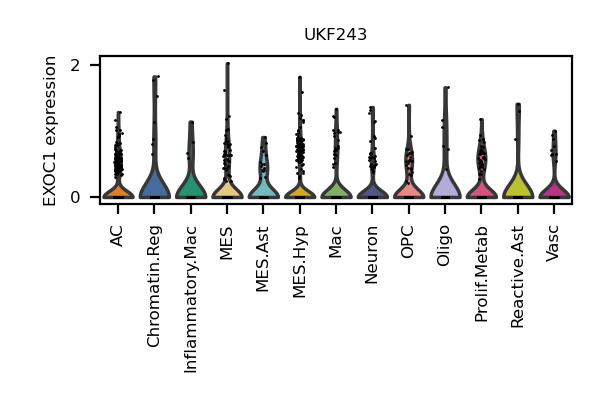 UKF243
EXOC1 expression
2
0
AC
Chromatin.Reg
Inflammatory.Mac
MES
MES.Ast
MES.Hyp
Mac
Neuron
OPC
Oligo
Prolif.Metab
Reactive.Ast
Vasc